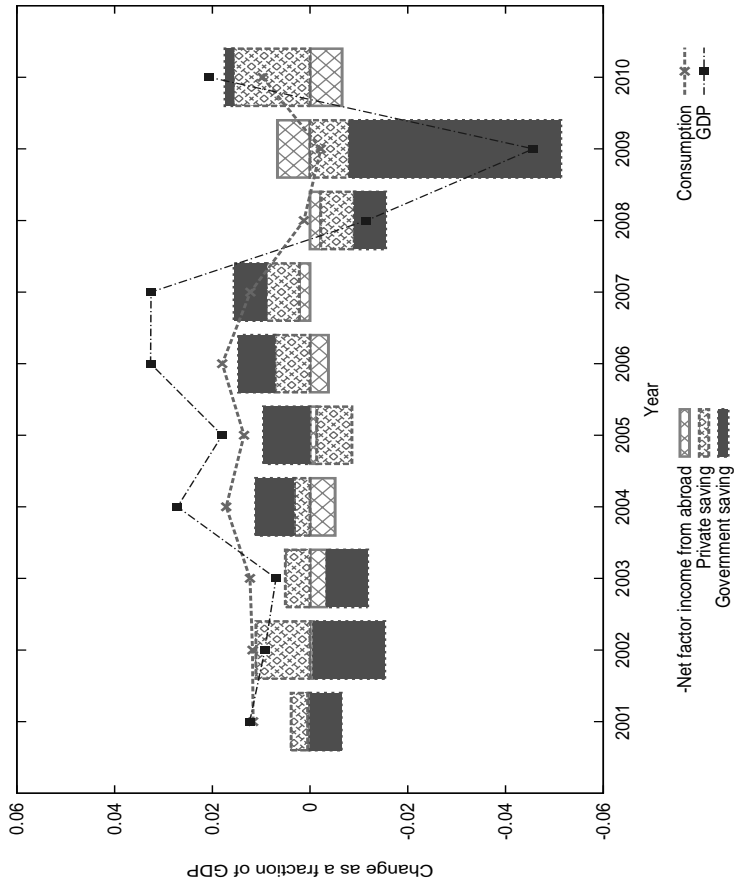 0.06
0.04
0.02
0
-0.02
-0.04
-0.06
Change as a fraction of GDP
2001
2002
2003
2004
2005
2006
2007
2008
2009
2010
Year
-Net factor income from abroad
Private saving
Government saving
Consumption
GDP